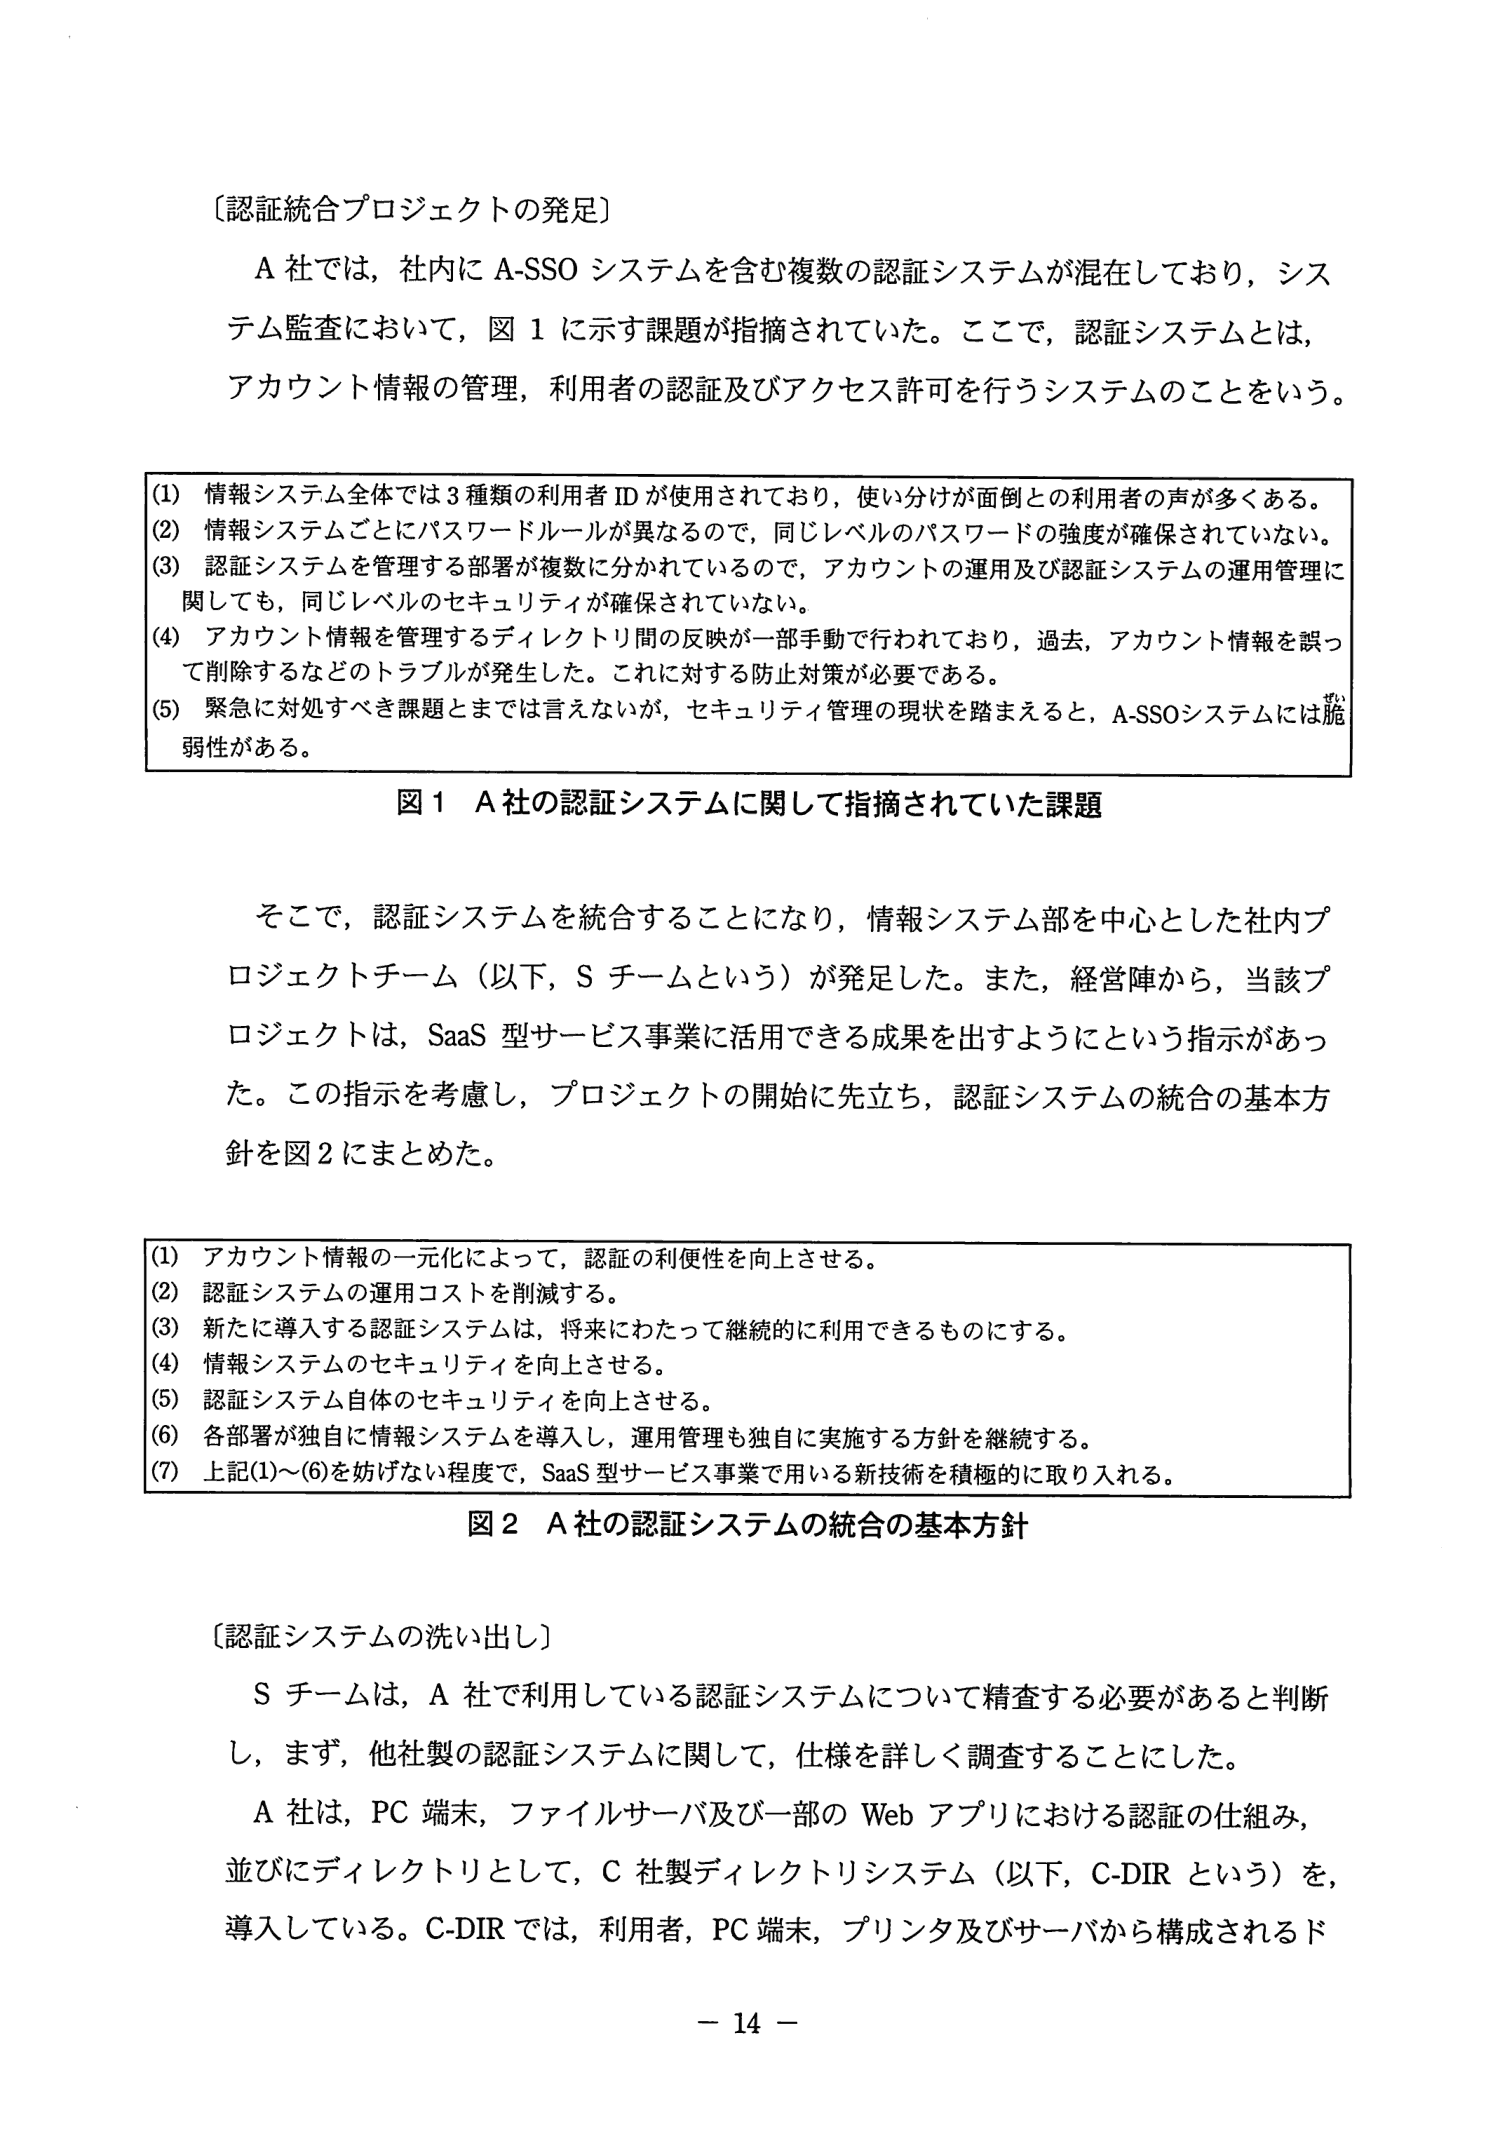 〔認証統合プロジェクトの発足〕
A 社では，社内に A-SSO システムを含む複数の認証システムが混在しており，シス
テム監査において，図 1 に示す課題が指摘されていた。ここで，認証システムとは，
アカウント情報の管理，利用者の認証及びアクセス許可を行うシステムのことをいう。
(1) 情報システム全体では3種類の利用者 ID が使用されており，使い分けが面倒との利用者の声が多くある。
(2) 情報システムごとにパスワードルールが異なるので，同じレベルのパスワードの強度が確保されていない。
(3) 認証システムを管理する部署が複数に分かれているので，アカウントの運用及び認証システムの運用管理に
関しても，同じレベルのセキュリティが確保されていない。
(4) アカウント情報を管理するディレクトリ間の反映が一部手動で行われており，過去，アカウント情報を誤っ
て削除するなどのトラブルが発生した。これに対する防止対策が必要である。
(5) 緊急に対処すべき課題とまでは言えないが，セキュリティ管理の現状を踏まえると，A-SSOシステムには脆ぜい
弱性がある。
図 1 A 社の認証システムに関して指摘されていた課題
そこで，認証システムを統合することになり，情報システム部を中心とした社内プ
ロジェクトチーム（以下，S チームという）が発足した。また，経営陣から，当該プ
ロジェクトは，SaaS 型サービス事業に活用できる成果を出すようにという指示があっ
た。この指示を考慮し，プロジェクトの開始に先立ち，認証システムの統合の基本方
針を図2にまとめた。
(1) アカウント情報の一元化によって，認証の利便性を向上させる。
(2) 認証システムの運用コストを削減する。
(3) 新たに導入する認証システムは，将来にわたって継続的に利用できるものにする。
(4) 情報システムのセキュリティを向上させる。
(5) 認証システム自体のセキュリティを向上させる。
(6) 各部署が独自に情報システムを導入し，運用管理も独自に実施する方針を継続する。
(7) 上記(1)～(6)を妨げない程度で，SaaS 型サービス事業で用いる新技術を積極的に取り入れる。
図 2 A 社の認証システムの統合の基本方針
〔認証システムの洗い出し〕
S チームは，A 社で利用している認証システムについて精査する必要があると判断
し，まず，他社製の認証システムに関して，仕様を詳しく調査することにした。
A 社は，PC 端末，ファイルサーバ及び一部の Web アプリにおける認証の仕組み，
並びにディレクトリとして，C 社製ディレクトリシステム（以下，C-DIR という）を，
導入している。C-DIR では，利用者，PC 端末，プリンタ及びサーバから構成されるド
－ 14 －